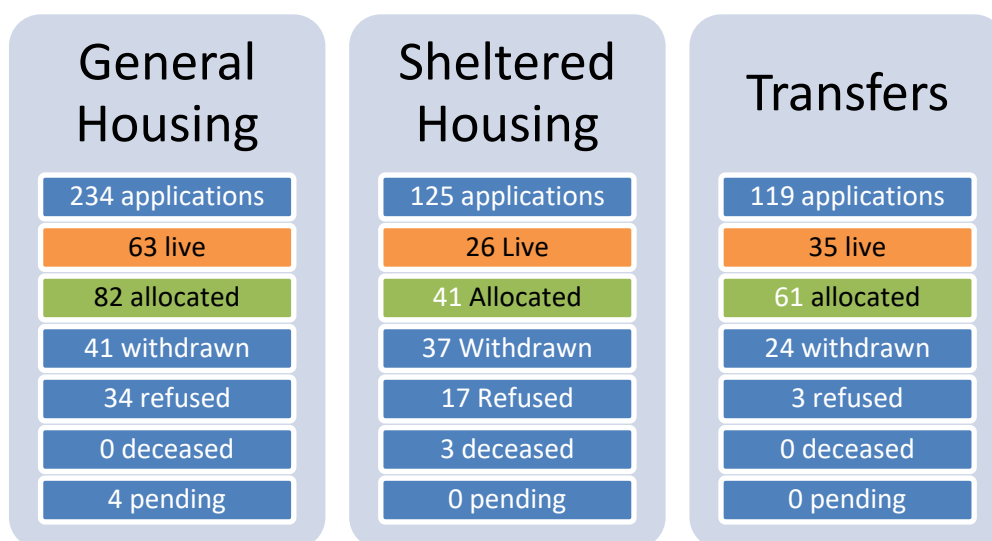 General
Housing
234 applications
63 live
82 allocated
41 withdrawn
34 refused
0 deceased
4 pending
Sheltered
Housing
125 applications
26 Live
41 Allocated
37 Withdrawn
17 Refused
3 deceased
0 pending
Transfers
119 applications
35 live
61 allocated
24 withdrawn
3 refused
0 deceased
0 pending